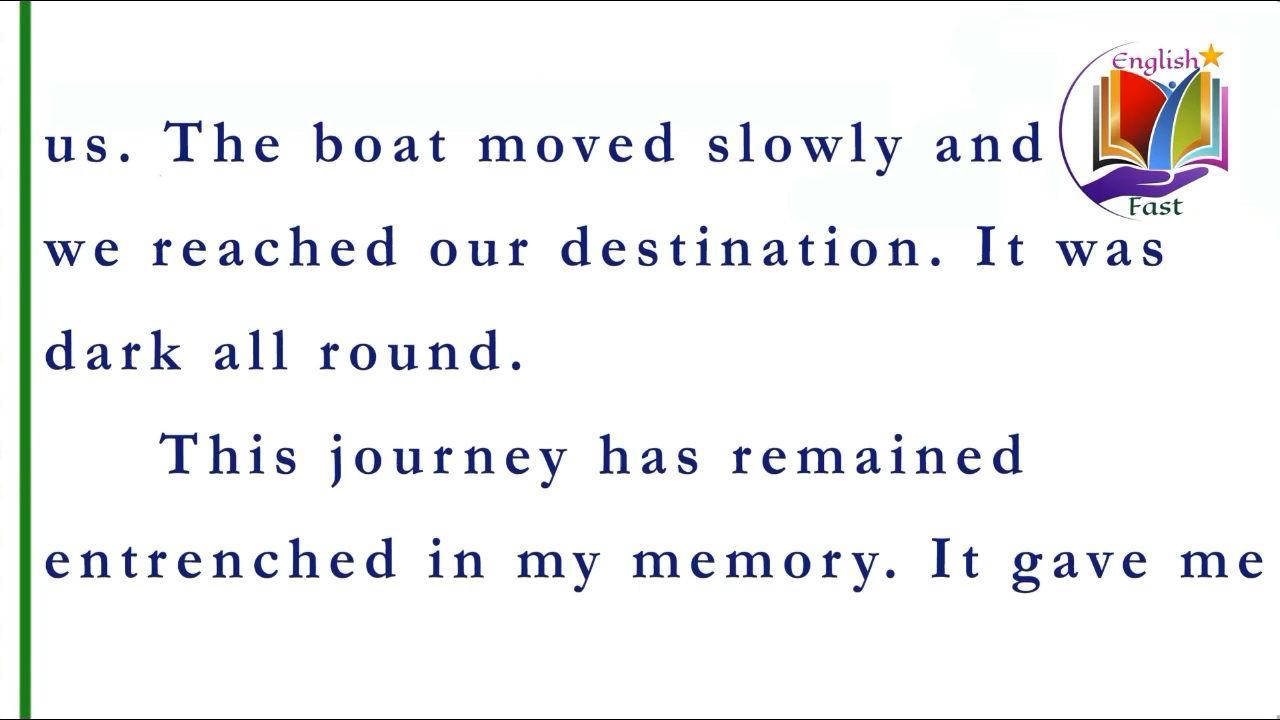 English
Fast
us. The boat moved slowly and
we reached our destination. It was
dark all round.
This journey has remained
entrenched in my memory. It gave me